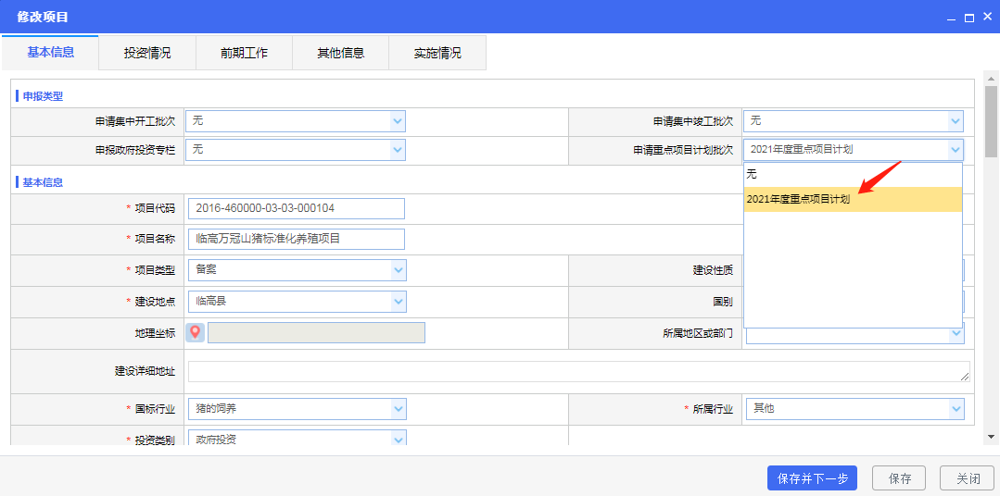 修改项目
基本信息 投资情况 前期工作 其他信息 实施情况
申报类型
申请集中开工批次 无 申请集中竣工批次 无
申报政府投资专栏 无 申请重点项目计划批次 2021年度重点项目计划
无
基本信息
2021年度重点项目计划
* 项目代码 2016-460000-03-03-000104
* 项目名称 临高万冠山猪标准化养殖项目
* 项目类型 备案 建设性质
* 建设地点 临高县 国别
地理坐标 所属地区或部门
建设详细地址
* 国标行业 猪的饲养 * 所属行业 其他
* 投资类别 政府投资
保存并下一步 保存 关闭